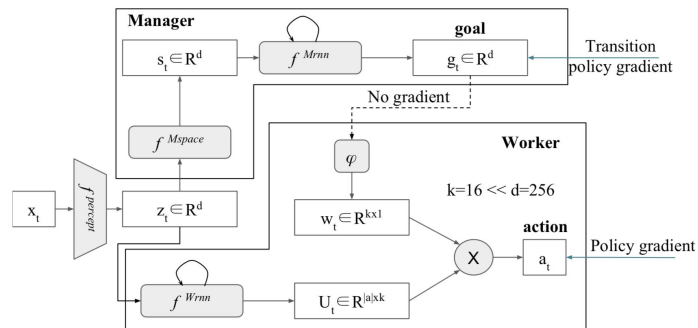 Manager
goal
s_t ∈ R^d
f^Mrnn
g_t ∈ R^d
Transition
policy gradient
No gradient
f^Mspace
Worker
φ
k=16 << d=256
x_t
f^percept
z_t ∈ R^d
w_t ∈ R^kx1
action
X
a_t
Policy gradient
f^Wrnn
U_t ∈ R^|a|xk